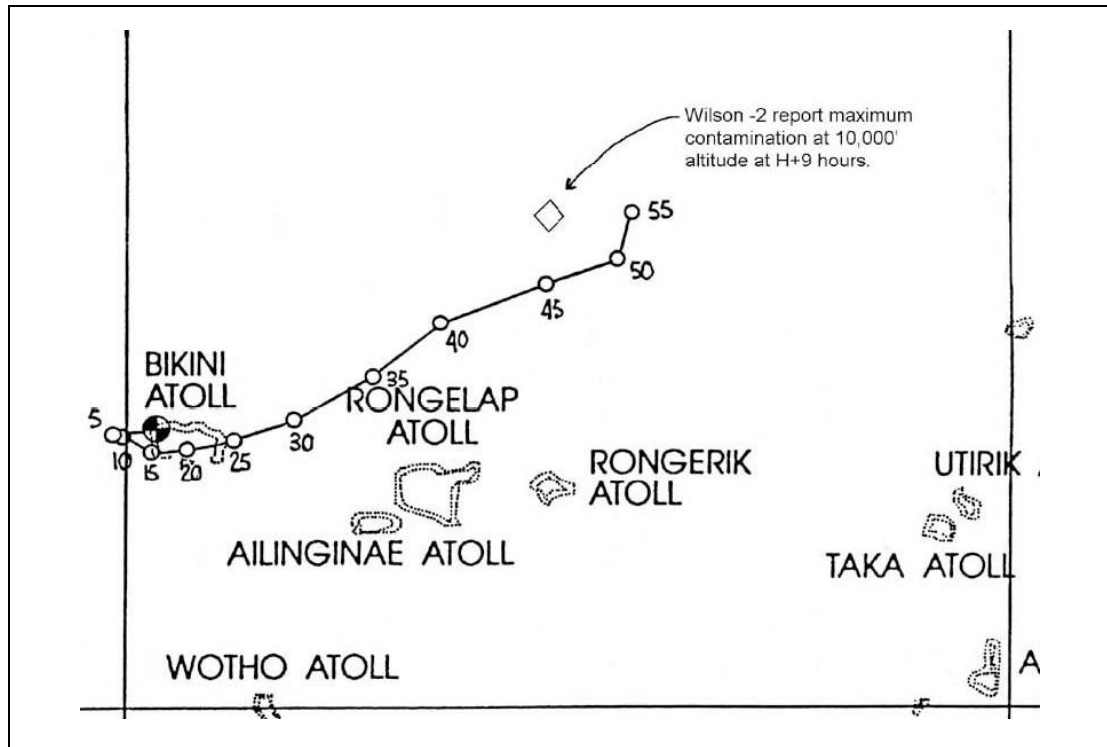 Wilson -2 report maximum
contamination at 10,000'
altitude at H+9 hours.
55
50
45
40
35
BIKINI
ATOLL
RONGELAP
ATOLL
5
10
15
20
25
30
RONGERIK
ATOLL
UTIRIK
AILINGINAE ATOLL
TAKA ATOLL
WOTHO ATOLL
A